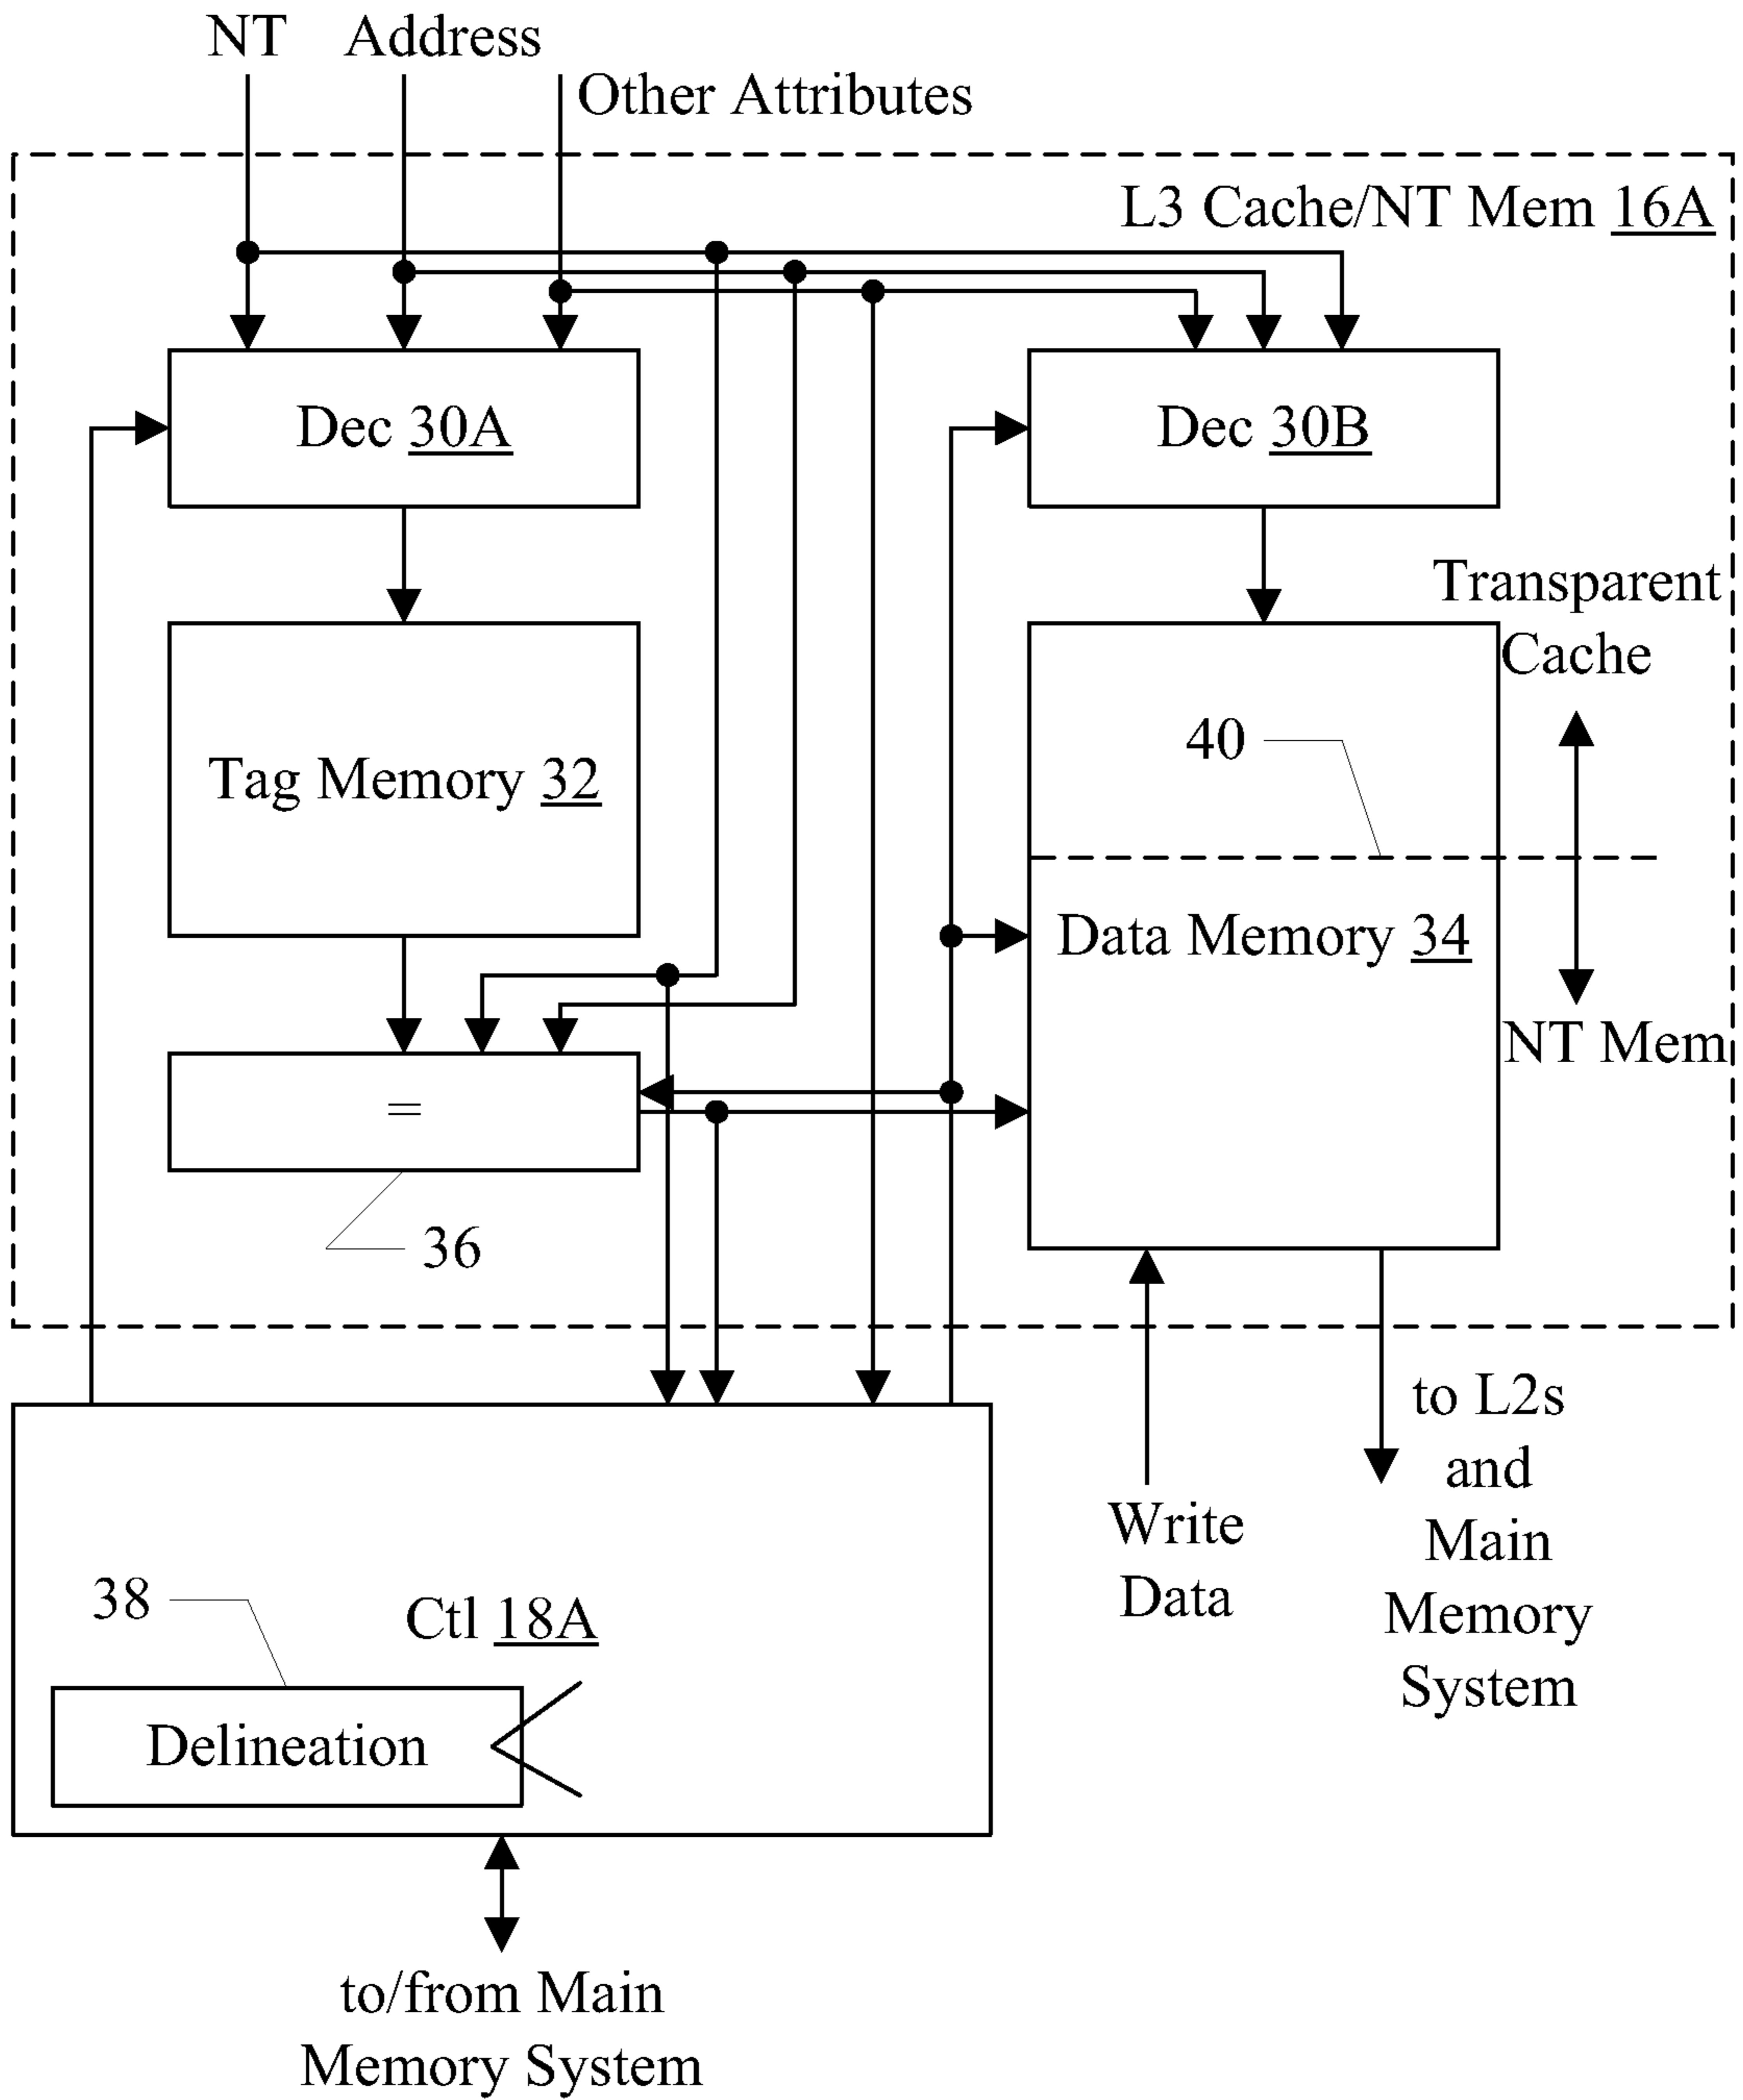 NT
Address
Other Attributes
L3 Cache/NT Mem 16A
Dec 30A
Dec 30B
Transparent
Cache
Tag Memory 32
40
Data Memory 34
NT Mem
=
36
to L2s
and
Main
Memory
System
Write
Data
38
Ctl 18A
Delineation
to/from Main
Memory System